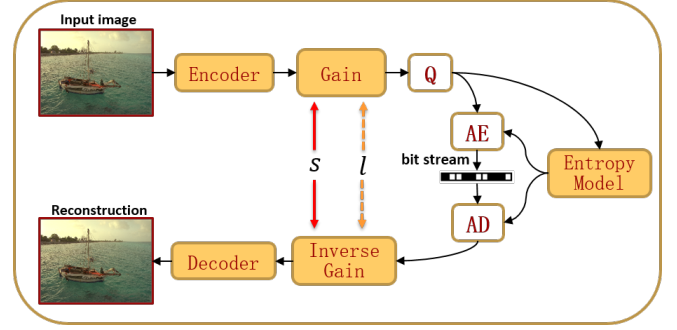 Input image
Encoder
Gain
Q
AE
s
l
bit stream
Entropy
Model
AD
Reconstruction
Decoder
Inverse
Gain